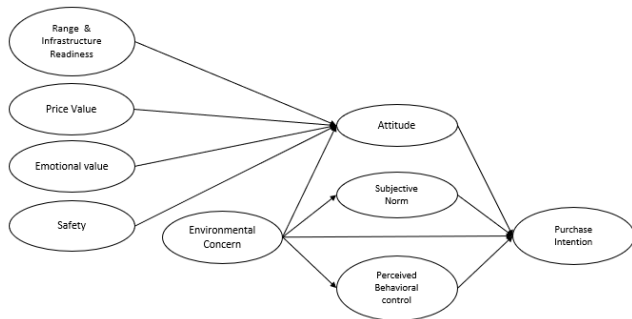 Range &
Infrastructure
Readiness
Price Value
Emotional value
Safety
Environmental
Concern
Attitude
Subjective
Norm
Perceived
Behavioral
control
Purchase
Intention